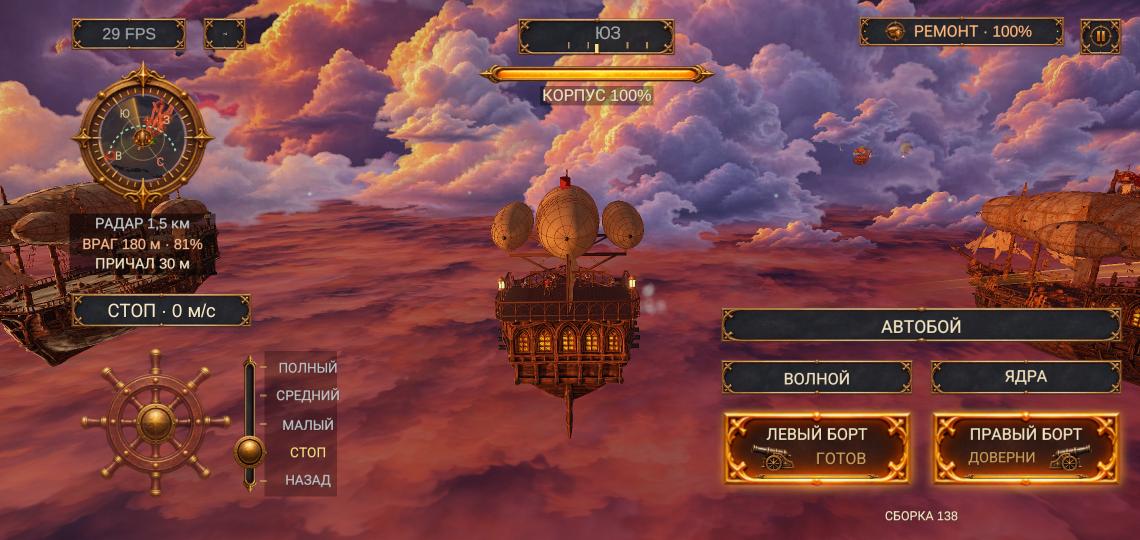 29 FPS
ЮЗ
РЕМОНТ · 100%
КОРПУС 100%
Ю
З
В
С
РАДАР 1,5 км
ВРАГ 180 м · 81%
ПРИЧАЛ 30 м
СТОП · 0 м/с
ПОЛНЫЙ
СРЕДНИЙ
МАЛЫЙ
СТОП
НАЗАД
АВТОБОЙ
ВОЛНОЙ
ЯДРА
ЛЕВЫЙ БОРТ
ГОТОВ
ПРАВЫЙ БОРТ
ДОВЕРНИ
СБОРКА 138